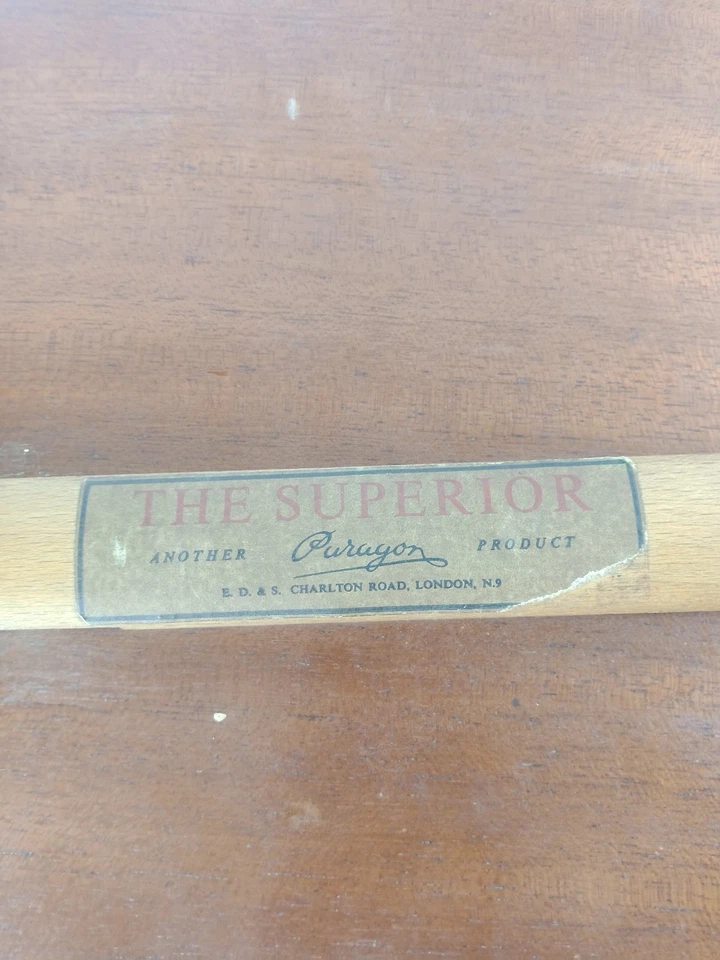 THE SUPERIOR
ANOTHER Paragon PRODUCT
E. D. & S. CHARLTON ROAD, LONDON, N.9